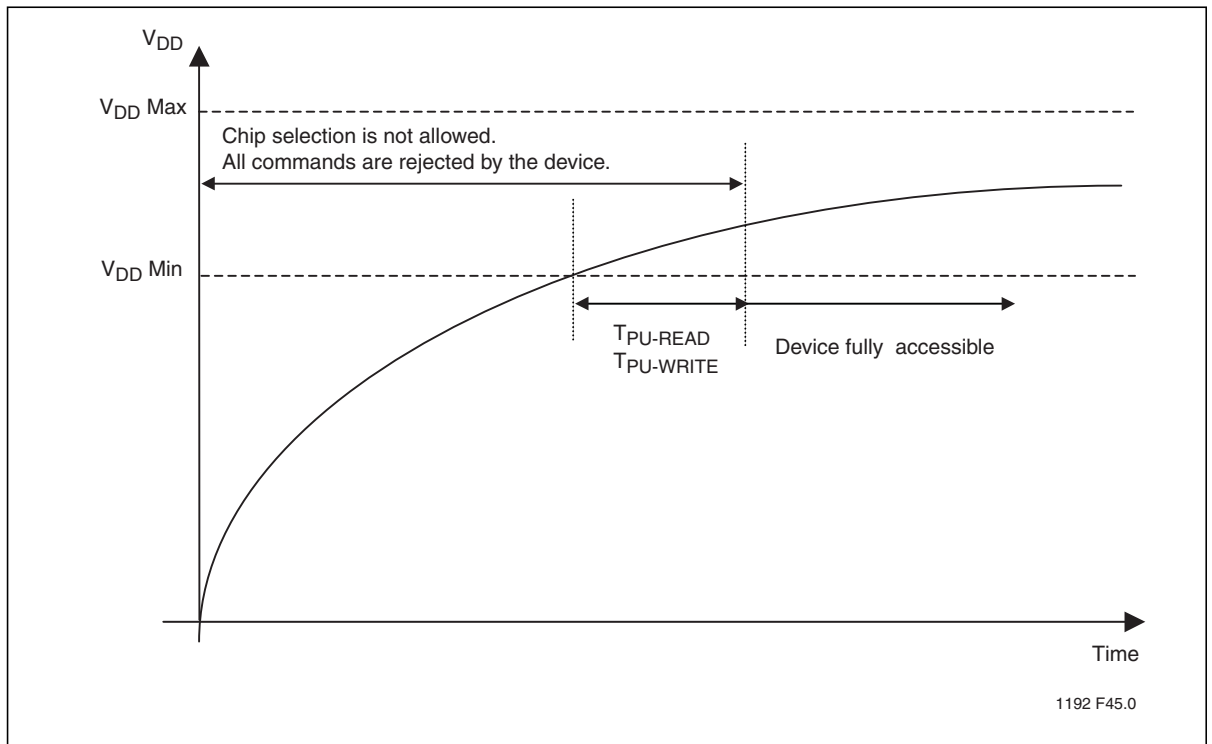 VDD
VDD Max
Chip selection is not allowed.
All commands are rejected by the device.
VDD Min
TPU-READ
TPU-WRITE
Device fully accessible
Time
1192 F45.0